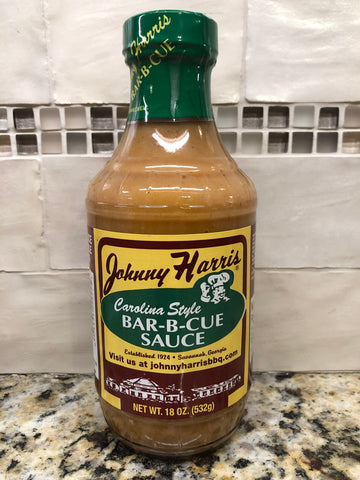 Johnny Harris
BAR-B-CUE
SAUCE
Johnny Harris®
Carolina Style
BAR-B-CUE
SAUCE
Established 1924 • Savannah, Georgia
Visit us at johnnyharrisbbq.com
NET WT. 18 OZ. (532g)